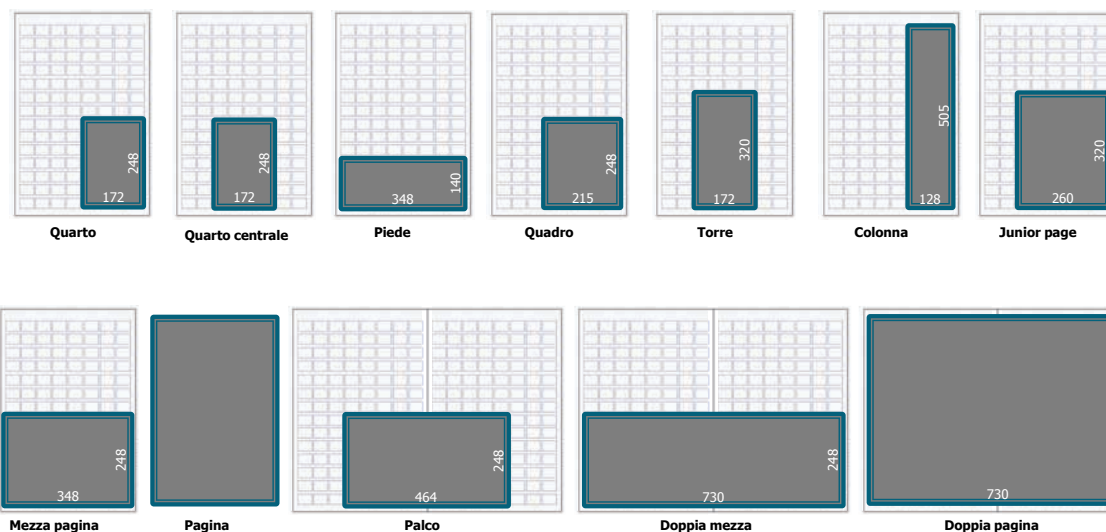 248
172
Quarto
248
172
Quarto centrale
140
348
Piede
248
215
Quadro
320
172
Torre
505
128
Colonna
320
260
Junior page
248
348
Mezza pagina
Pagina
248
464
Palco
248
730
Doppia mezza
730
Doppia pagina